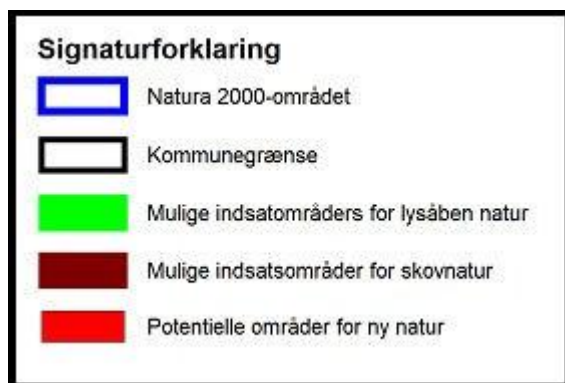 Signaturforklaring
Natura 2000-området
Kommunegrænse
Mulige indsatområders for lysåben natur
Mulige indsatsområder for skovnatur
Potentielle områder for ny natur